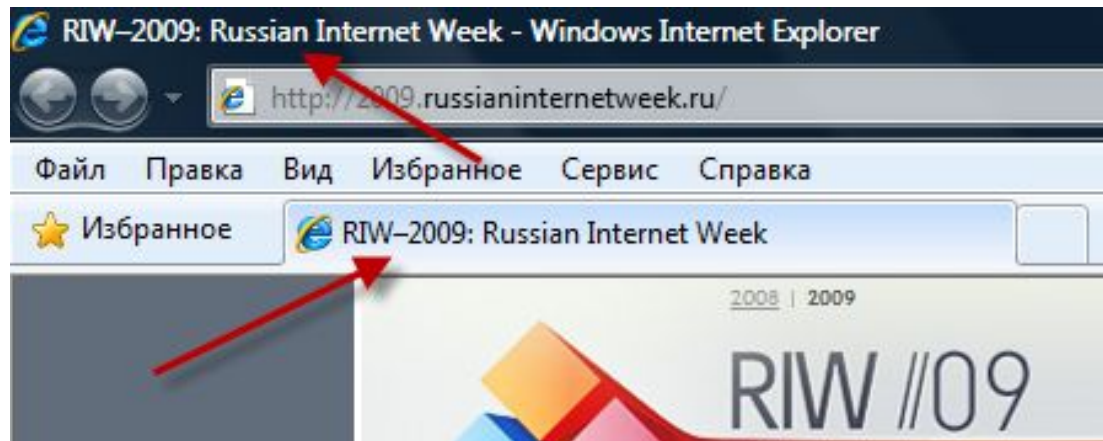 RIW–2009: Russian Internet Week - Windows Internet Explorer
http://2009.russianinternetweek.ru/
Файл Правка Вид Избранное Сервис Справка
Избранное RIW–2009: Russian Internet Week
2008 | 2009
RIW //09